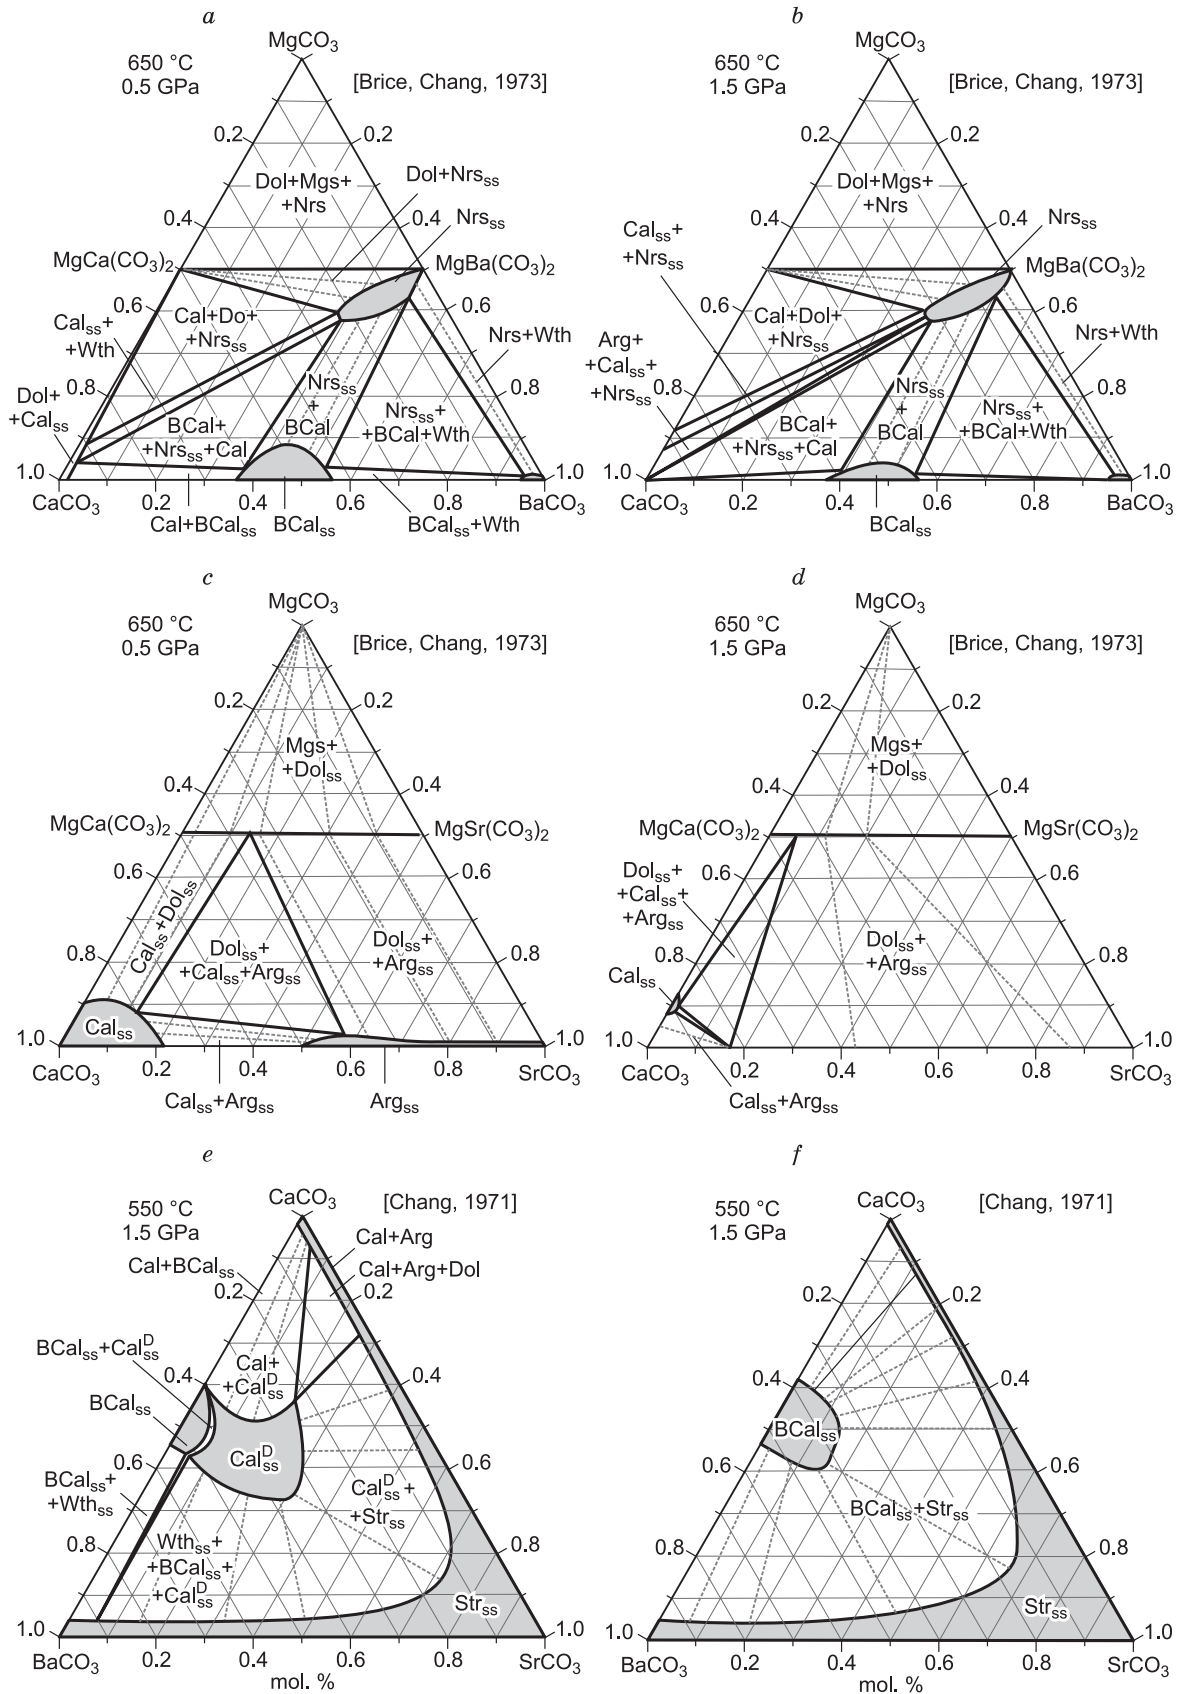 a
MgCO3
650 °C
0.5 GPa
[Brice, Chang, 1973]
0.2
0.2
Dol+Mgs+
+Nrs
Dol+Nrsss
0.4
0.4
Nrsss
MgCa(CO3)2
MgBa(CO3)2
0.6
0.6
Cal+Do+
+Nrsss
Calss+
+Wth
Nrs+Wth
0.8
0.8
Dol+
+Calss
Nrsss
+
BCal
Nrsss+
+BCal+Wth
BCal+
+Nrsss+Cal
1.0
1.0
CaCO3
0.2
0.4
0.6
0.8
BaCO3
Cal+BCalss
BCalss
BCalss+Wth
b
MgCO3
650 °C
1.5 GPa
[Brice, Chang, 1973]
0.2
0.2
Dol+Mgs+
+Nrs
0.4
0.4
Nrsss
Calss+
+Nrsss
MgBa(CO3)2
0.6
0.6
Cal+Dol+
+Nrsss
Arg+
+Calss+
+Nrsss
Nrs+Wth
0.8
0.8
Nrsss
+
BCal
Nrsss+
+BCal+Wth
BCal+
+Nrsss+Cal
1.0
1.0
CaCO3
0.2
0.4
0.6
0.8
BaCO3
BCalss
c
MgCO3
650 °C
0.5 GPa
[Brice, Chang, 1973]
0.2
0.2
Mgs+
+Dolss
0.4
0.4
MgCa(CO3)2
MgSr(CO3)2
0.6
0.6
Calss+Dolss
Dolss+
+Calss+Argss
Dolss+
+Argss
0.8
0.8
Calss
1.0
1.0
CaCO3
0.2
0.4
0.6
0.8
SrCO3
Calss+Argss
Argss
d
MgCO3
650 °C
1.5 GPa
[Brice, Chang, 1973]
0.2
0.2
Mgs+
+Dolss
0.4
0.4
MgCa(CO3)2
MgSr(CO3)2
Dolss+
+Calss+
+Argss
0.6
0.6
Dolss+
+Argss
0.8
0.8
Calss
1.0
1.0
CaCO3
0.2
0.4
0.6
0.8
SrCO3
Calss+Argss
e
CaCO3
550 °C
1.5 GPa
[Chang, 1971]
Cal+Arg
Cal+Arg+Dol
Cal+BCalss
0.2
0.2
BCalss+CalDss
0.4
0.4
Cal+
+CalDss
BCalss
CalDss
0.6
0.6
BCalss+
+Wthss
CalDss+
+Strss
0.8
0.8
Wthss+
+BCalss+
+CalDss
Strss
1.0
1.0
BaCO3
0.2
0.4
0.6
0.8
SrCO3
mol. %
f
CaCO3
550 °C
1.5 GPa
[Chang, 1971]
0.2
0.2
0.4
0.4
BCalss
0.6
0.6
BCalss+Strss
0.8
0.8
Strss
1.0
1.0
BaCO3
0.2
0.4
0.6
0.8
SrCO3
mol. %